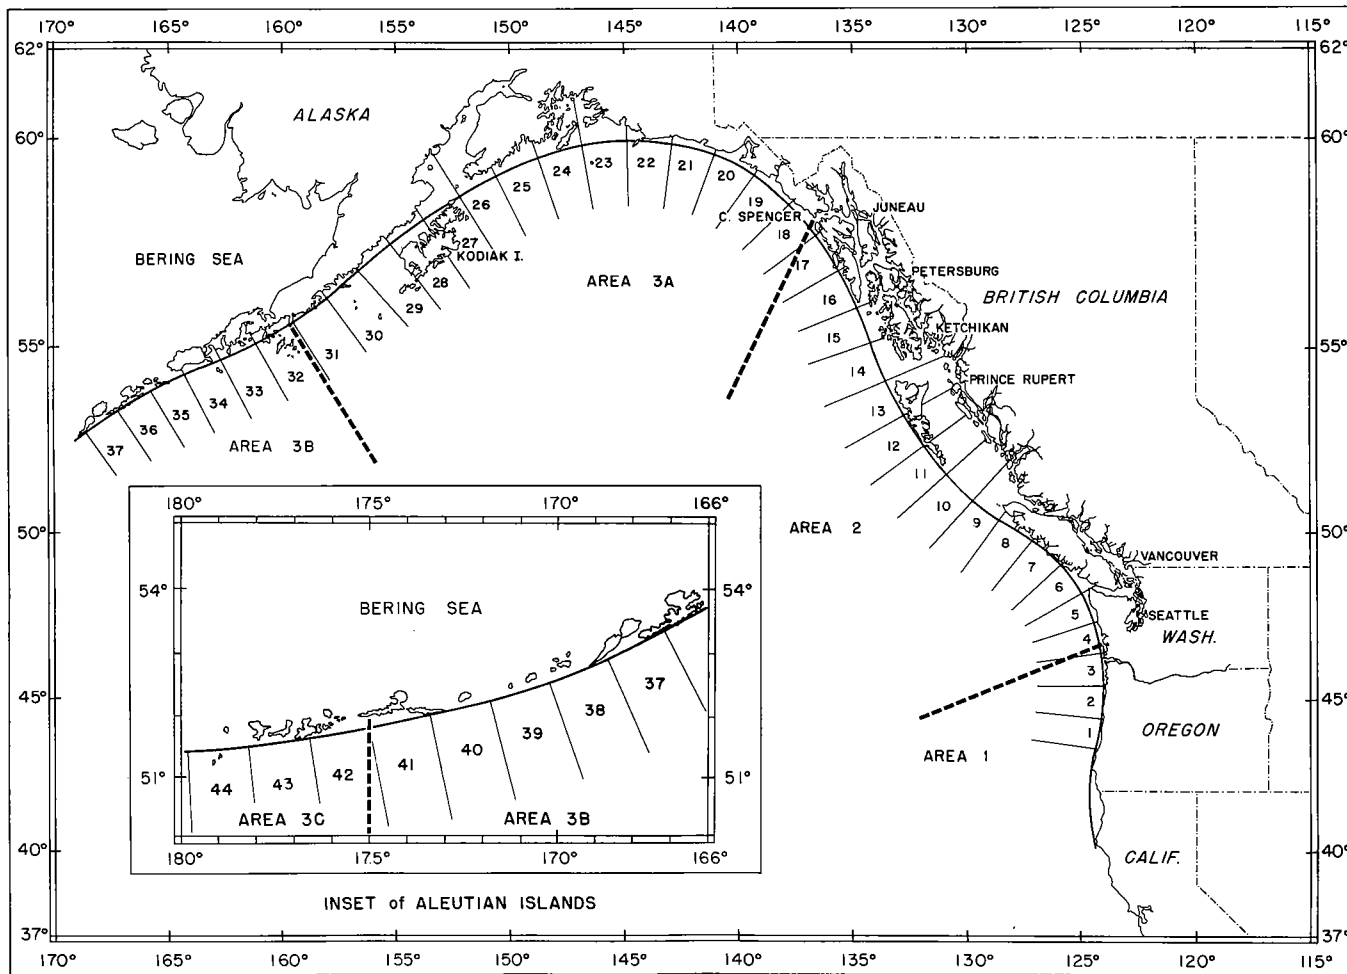 170° 165° 160° 155° 150° 145° 140° 135° 130° 125° 120° 115°
62° 62°
ALASKA
60° 60°
23 22 21
24 20
25 19
26 C. SPENCER JUNEAU
18
27
KODIAK I.
BERING SEA 17
28 AREA 3A PETERSBURG
29 16 BRITISH COLUMBIA
30 15 KETCHIKAN
55° 31 55°
32 14
33 PRINCE RUPERT
34
35 13
36
37 AREA 3B 12
11
10
50° AREA 2 9 50°
8
7 VANCOUVER
6
5 SEATTLE
4 WASH.
3
45° 2 45°
1 OREGON
AREA 1
40° 40°
CALIF.
37° 37°
170° 165° 160° 155° 150° 145° 140° 135° 130° 125° 120° 115°
180° 175° 170° 166°
54° 54°
BERING SEA
37
38
39
40
41
42
43
44
51° 51°
AREA 3C AREA 3B
180° 175° 170° 166°
INSET of ALEUTIAN ISLANDS